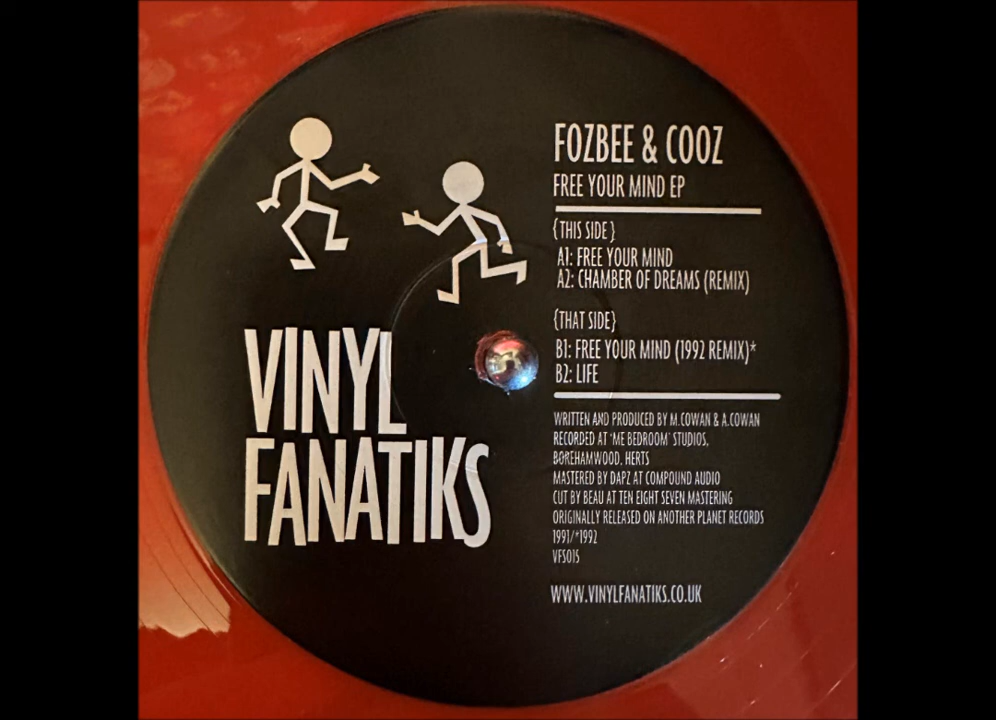 VINYL
FANATIKS
FOZBEE & COOZ
FREE YOUR MIND EP
{THIS SIDE}
A1: FREE YOUR MIND
A2: CHAMBER OF DREAMS (REMIX)
{THAT SIDE}
B1: FREE YOUR MIND (1992 REMIX)*
B2: LIFE
WRITTEN AND PRODUCED BY M.COWAN & A.COWAN
RECORDED AT 'ME BEDROOM' STUDIOS,
BOREHAMWOOD, HERTS
MASTERED BY DAPZ AT COMPOUND AUDIO
CUT BY BEAU AT TEN EIGHT SEVEN MASTERING
ORIGINALLY RELEASED ON ANOTHER PLANET RECORDS
1991/*1992
VFS015
WWW.VINYLFANATIKS.CO.UK